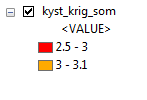 kyst_krig_som
<VALUE>
2.5 - 3
3 - 3.1